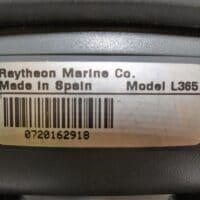 Raytheon Marine Co.
Made in Spain Model L365
0720162918